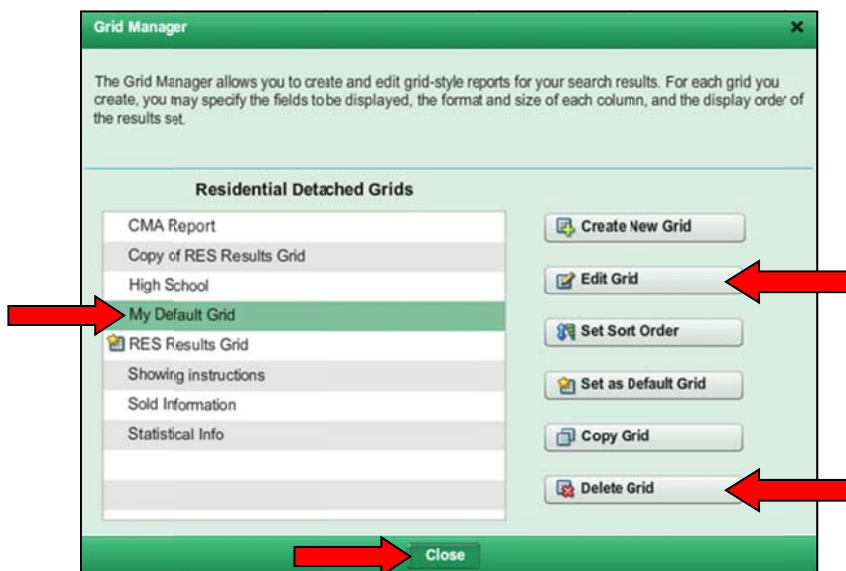 Grid Manager
The Grid Manager allows you to create and edit grid-style reports for your search results. For each grid you
create, you may specify the fields to be displayed, the format and size of each column, and the display order of
the results set.
Residential Detached Grids
CMA Report
Copy of RES Results Grid
High School
My Default Grid
RES Results Grid
Showing instructions
Sold Information
Statistical Info
Create New Grid
Edit Grid
Set Sort Order
Set as Default Grid
Copy Grid
Delete Grid
Close